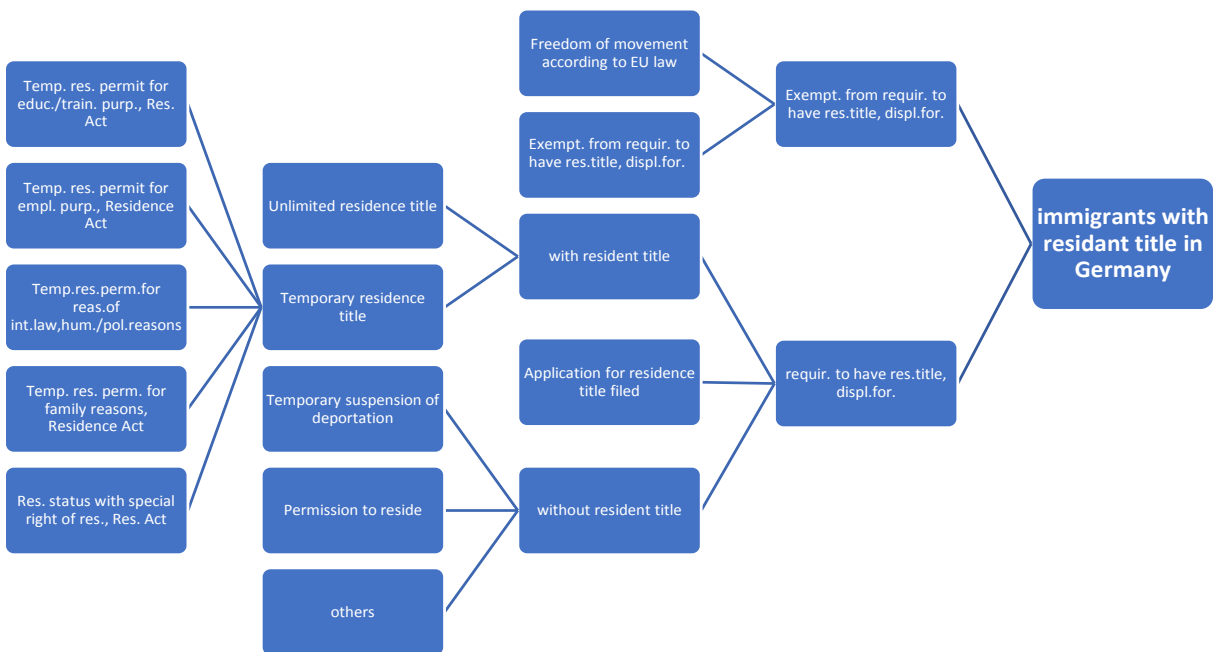 Freedom of movement
according to EU law
Temp. res. permit for
educ./train. purp., Res.
Act
Exempt. from requir. to
have res.title, displ.for.
Exempt. from requir. to
have res.title, displ.for.
Temp. res. permit for
empl. purp., Residence
Act
Unlimited residence title
with resident title
immigrants with
residant title in
Germany
Temp.res.perm.for
reas.of
int.law,hum./pol.reasons
Temporary residence
title
Temp. res. perm. for
family reasons,
Residence Act
Temporary suspension of
deportation
Application for residence
title filed
requir. to have res.title,
displ.for.
Res. status with special
right of res., Res. Act
Permission to reside
without resident title
others